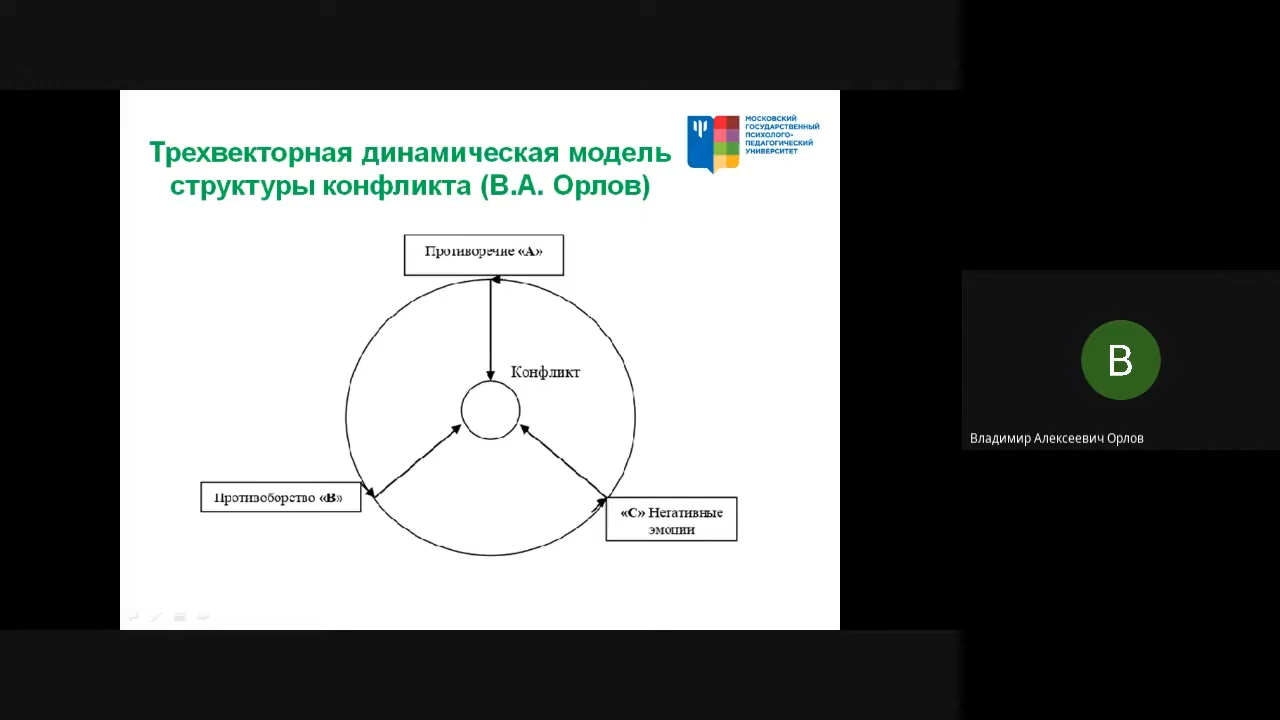 МОСКОВСКИЙ
ГОСУДАРСТВЕННЫЙ
ПСИХОЛОГО-
ПЕДАГОГИЧЕСКИЙ
УНИВЕРСИТЕТ
Трехвекторная динамическая модель
структуры конфликта (В.А. Орлов)
Противоречие «А»
Конфликт
Противоборство «В»
«С» Негативные
эмоции
В
Владимир Алексеевич Орлов